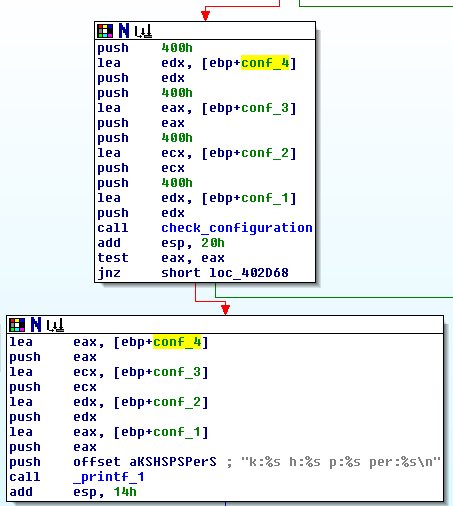 push 400h
lea edx, [ebp+conf_4]
push edx
push 400h
lea eax, [ebp+conf_3]
push eax
push 400h
lea ecx, [ebp+conf_2]
push ecx
push 400h
lea edx, [ebp+conf_1]
push edx
call check_configuration
add esp, 20h
test eax, eax
jnz short loc_402D68
lea eax, [ebp+conf_4]
push eax
lea ecx, [ebp+conf_3]
push ecx
lea edx, [ebp+conf_2]
push edx
lea eax, [ebp+conf_1]
push eax
push offset aKSHSPSPerS ; "k:%s h:%s p:%s per:%s\n"
call _printf_1
add esp, 14h